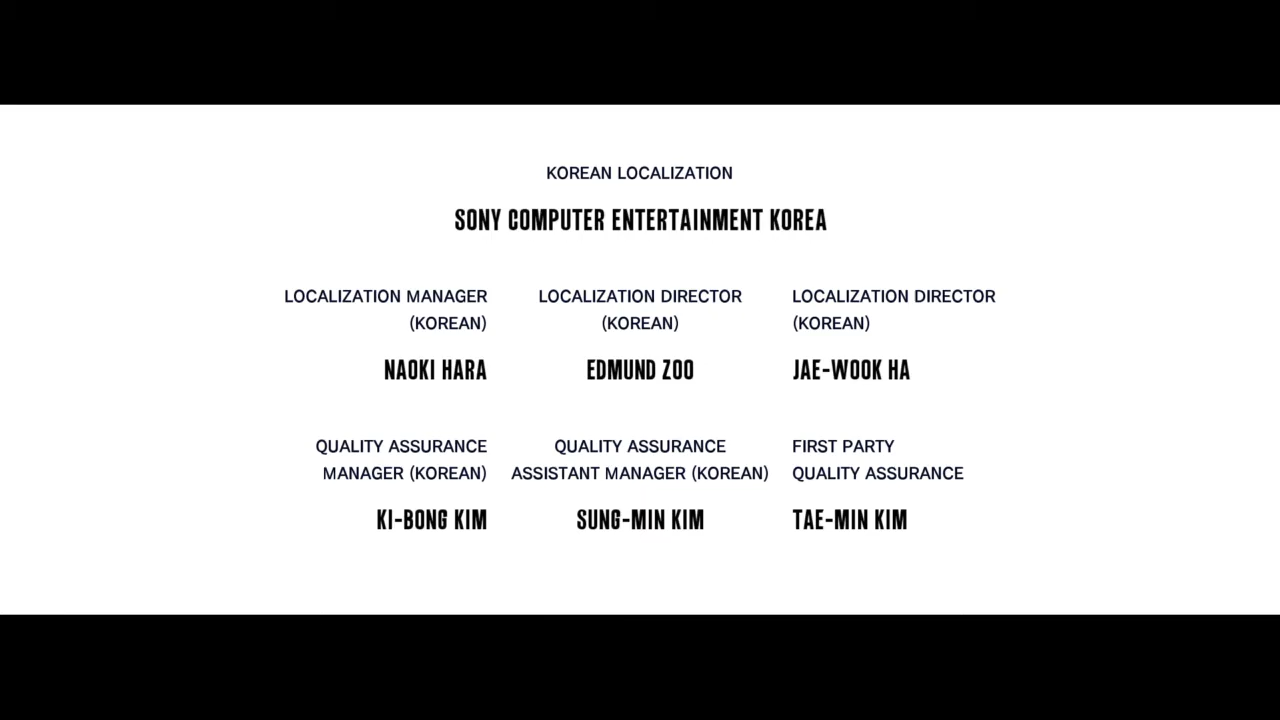 KOREAN LOCALIZATION
SONY COMPUTER ENTERTAINMENT KOREA
LOCALIZATION MANAGER
(KOREAN)
NAOKI HARA
LOCALIZATION DIRECTOR
(KOREAN)
EDMUND ZOO
LOCALIZATION DIRECTOR
(KOREAN)
JAE-WOOK HA
QUALITY ASSURANCE
MANAGER (KOREAN)
KI-BONG KIM
QUALITY ASSURANCE
ASSISTANT MANAGER (KOREAN)
SUNG-MIN KIM
FIRST PARTY
QUALITY ASSURANCE
TAE-MIN KIM